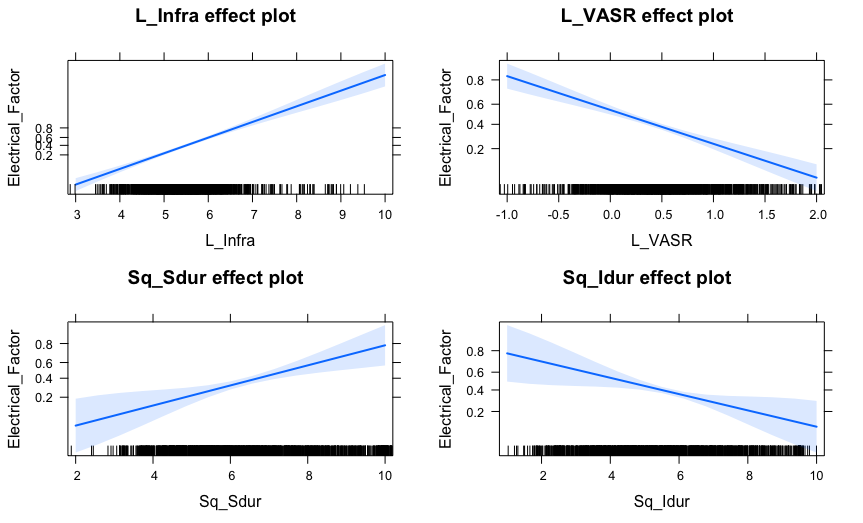 L_Infra effect plot
Electrical_Factor
0.8
0.6
0.4
0.2
3 4 5 6 7 8 9 10
L_Infra
L_VASR effect plot
Electrical_Factor
0.8
0.6
0.4
0.2
-1.0 -0.5 0.0 0.5 1.0 1.5 2.0
L_VASR
Sq_Sdur effect plot
Electrical_Factor
0.8
0.6
0.4
0.2
2 4 6 8 10
Sq_Sdur
Sq_Idur effect plot
Electrical_Factor
0.8
0.6
0.4
0.2
2 4 6 8 10
Sq_Idur